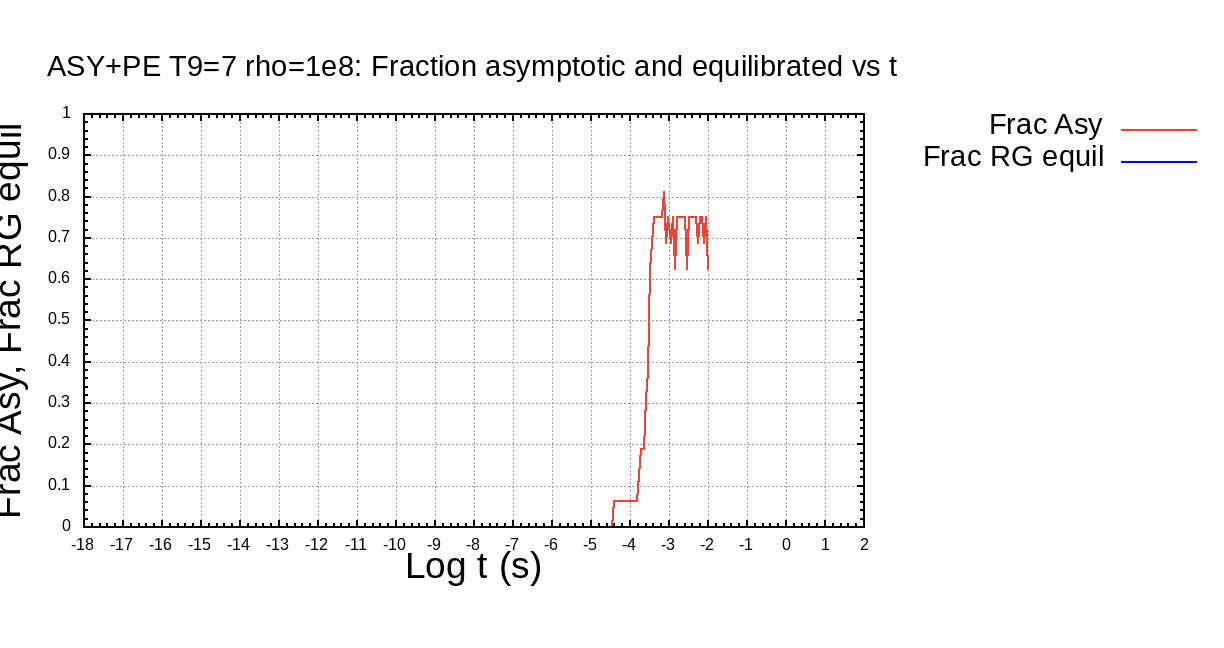 ASY+PE T9=7 rho=1e8: Fraction asymptotic and equilibrated vs t
Frac Asy
Frac RG equil
Frac Asy, Frac RG equil
1
0.9
0.8
0.7
0.6
0.5
0.4
0.3
0.2
0.1
0
-18 -17 -16 -15 -14 -13 -12 -11 -10 -9 -8 -7 -6 -5 -4 -3 -2 -1 0 1 2
Log t (s)